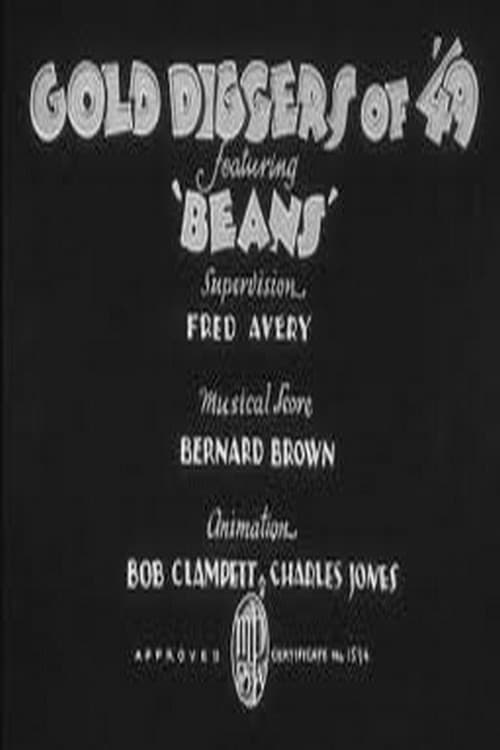 GOLD DIGGERS OF '49
featuring
'BEANS'
Supervision
FRED AVERY
Musical Score
BERNARD BROWN
Animation
BOB CLAMPETT, CHARLES JONES
APPROVED
CERTIFICATE No.